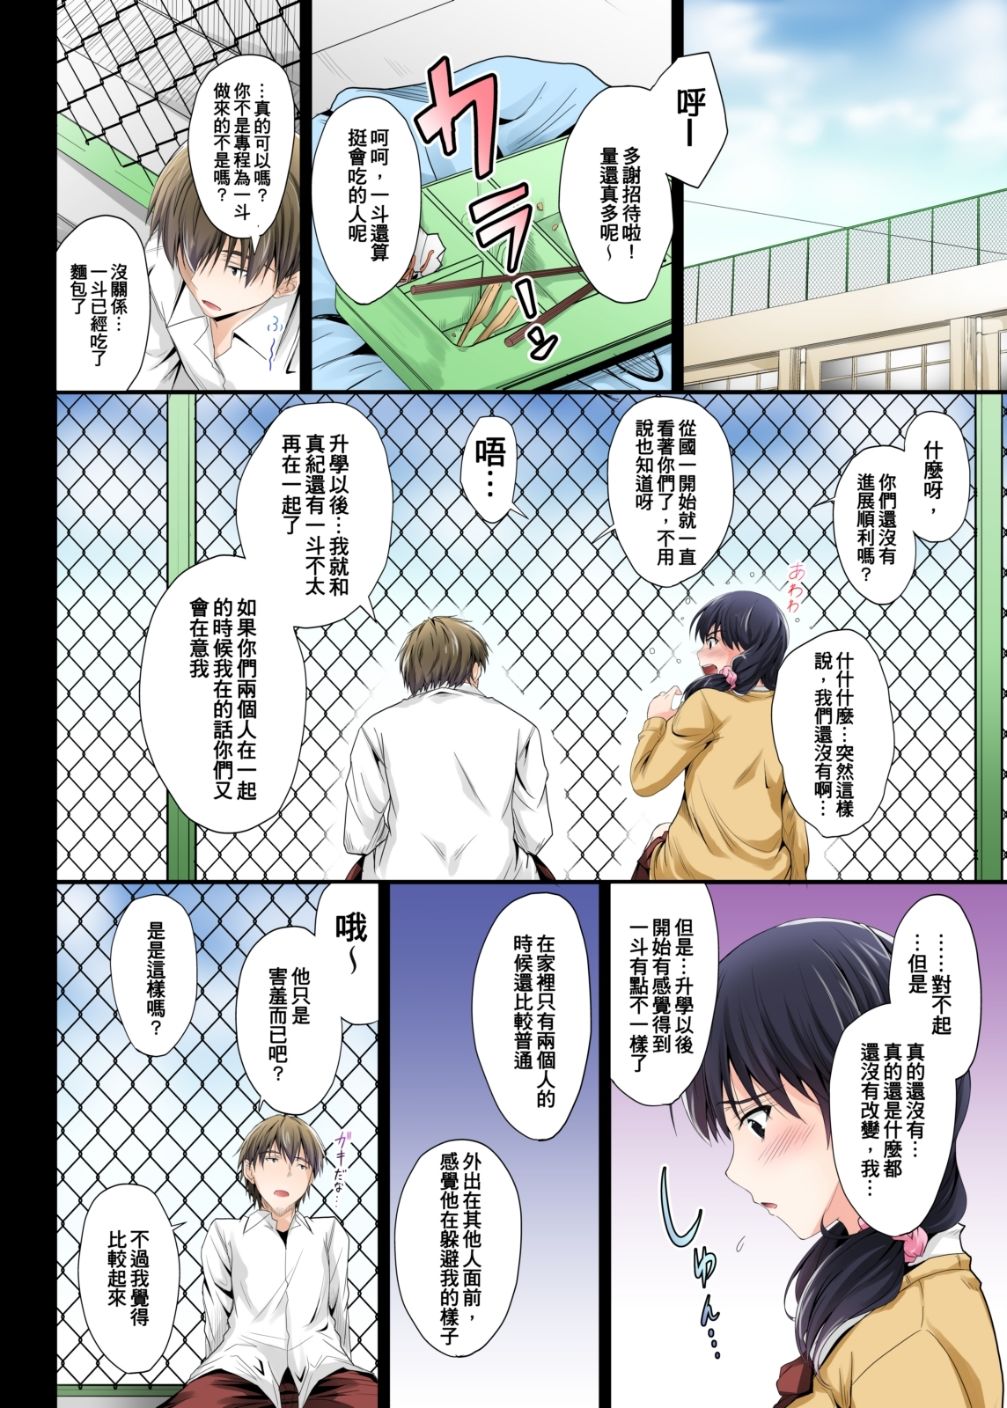 呼ー
多謝招待啦！
量還真多呢～
カラーン
呵呵，一斗還算
挺會吃的人呢
…真的可以嗎？
你不是專程為一斗
做來的不是嗎？
ふぅ～
沒關係…
一斗已經吃了
麵包了
什麼呀，
你們還沒有
進展順利嗎？
什什什麼…突然這樣
說，我們還沒有啊…
あわわ
從國一開始就一直
看著你們了，不用
說也知道呀
唔…
升學以後…我就和
真紀還有一斗不太
再在一起了
如果你們兩個人在一起
的時候我在的話你們又
會在意我
……對不起
…但是
真的還沒有…
真的還是什麼都
還沒有改變，我…
但是…升學以後
開始有感覺得到
一斗有點不一樣了
しゅん…
在家裡只有兩個人的
時候還比較普通
外出在其他人面前，
感覺他在躲避我的樣子
哦～
他只是
害羞而已吧？
是是這樣嗎？
ガキだな…
不過我覺得
比較起來